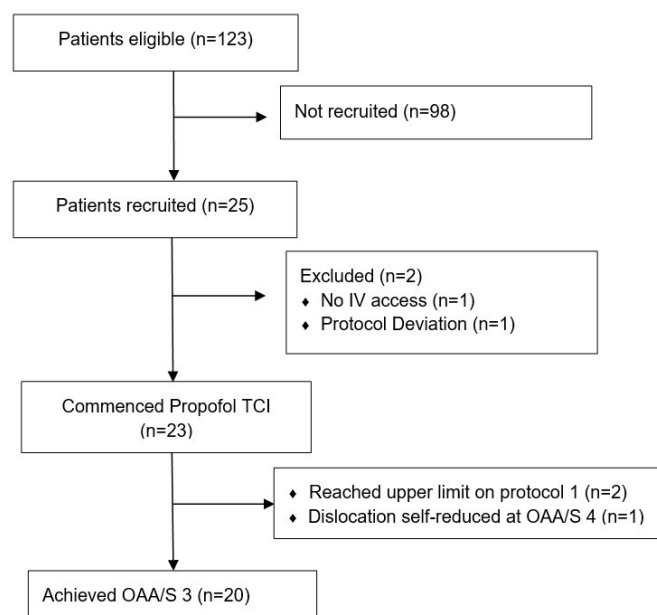 Patients eligible (n=123)
Not recruited (n=98)
Patients recruited (n=25)
Excluded (n=2)
♦ No IV access (n=1)
♦ Protocol Deviation (n=1)
Commenced Propofol TCI
(n=23)
♦ Reached upper limit on protocol 1 (n=2)
♦ Dislocation self-reduced at OAA/S 4 (n=1)
Achieved OAA/S 3 (n=20)